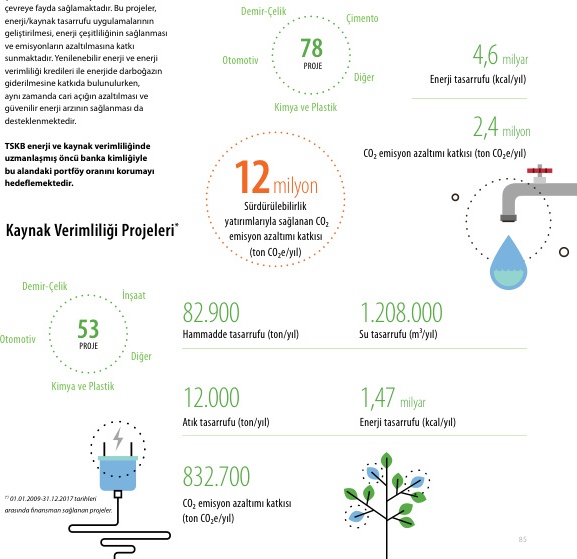 çevreye fayda sağlamaktadır. Bu projeler,
enerji/kaynak tasarrufu uygulamalarının
geliştirilmesi, enerji çeşitliliğinin sağlanması
ve emisyonların azaltılmasına katkı
sunmaktadır. Yenilenebilir enerji ve enerji
verimliliği kredileri ile enerjide darboğazın
giderilmesine katkıda bulunulurken,
aynı zamanda cari açığın azaltılması ve
güvenilir enerji arzının sağlanması da
desteklenmektedir.
TSKB enerji ve kaynak verimliliğinde
uzmanlaşmış öncü banka kimliğiyle
bu alandaki portföy oranını korumayı
hedeflemektedir.
Demir-Çelik
Çimento
78
PROJE
Otomotiv
Diğer
Kimya ve Plastik
4,6 milyar
Enerji tasarrufu (kcal/yıl)
2,4 milyon
CO₂ emisyon azaltımı katkısı (ton CO₂e/yıl)
12 milyon
Sürdürülebilirlik
yatırımlarıyla sağlanan CO₂
emisyon azaltımı katkısı
(ton CO₂e/yıl)
Kaynak Verimliliği Projeleri*
Demir-Çelik
İnşaat
53
PROJE
Otomotiv
Diğer
Kimya ve Plastik
82.900
Hammadde tasarrufu (ton/yıl)
1.208.000
Su tasarrufu (m³/yıl)
12.000
Atık tasarrufu (ton/yıl)
1,47 milyar
Enerji tasarrufu (kcal/yıl)
832.700
CO₂ emisyon azaltımı katkısı
(ton CO₂e/yıl)
(*) 01.01.2009-31.12.2017 tarihleri
arasında finansman sağlanan projeler.
85